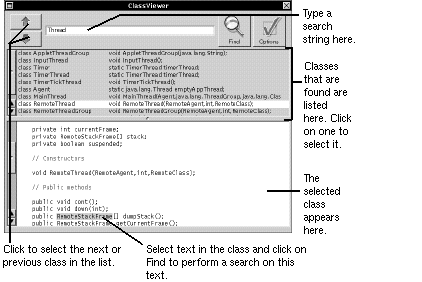 ClassViewer
Type a
search
string here.
Thread
Find
Options
class AppletThreadGroup void AppletThreadGroup(java.lang.String);
class InputThread void InputThread();
class Timer static TimerThread timerThread;
class TimerThread static TimerThread timerThread;
class TimerTickThread void TimerTickThread();
class Agent static java.lang.Thread emptyAppThread;
class MainThread void MainThread(Agent,java.lang.ThreadGroup, java.lang.Clas
class RemoteThread void RemoteThread(RemoteAgent,int,RemoteClass);
class RemoteThreadGroup void RemoteThreadGroup(RemoteAgent,int,RemoteClass);
Classes
that are
found are
listed
here. Click
on one to
select it.
private int currentFrame;
private RemoteStackFrame[] stack;
private boolean suspended;
// Constructors
void RemoteThread(RemoteAgent,int,RemoteClass);
// Public methods
public void cont();
public void down(int);
public RemoteStackFrame[] dumpStack();
public RemoteStackFrame getCurrentFrame();
The
selected
class
appears
here.
Click to select the next or
previous class in the list.
Select text in the class and click on
Find to perform a search on this
text.